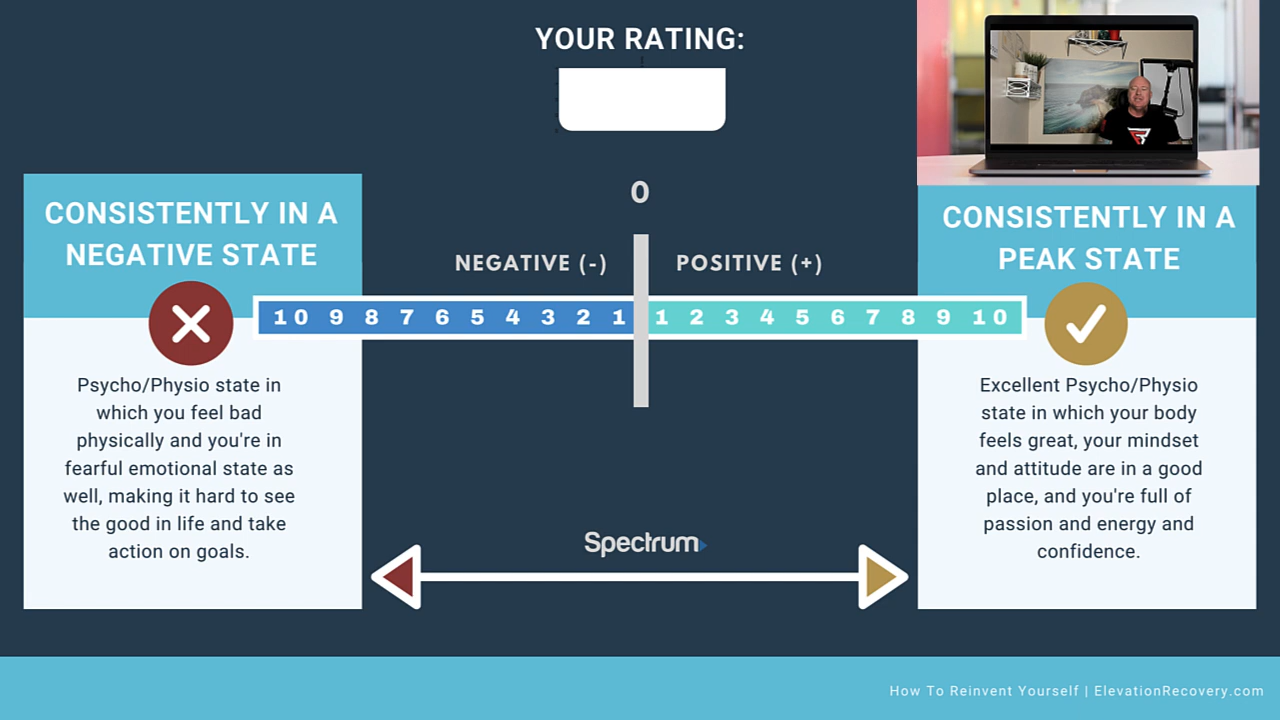 YOUR RATING:
0
CONSISTENTLY IN A
NEGATIVE STATE
NEGATIVE (-)
POSITIVE (+)
CONSISTENTLY IN A
PEAK STATE
10 9 8 7 6 5 4 3 2 1
1 2 3 4 5 6 7 8 9 10
Psycho/Physio state in
which you feel bad
physically and you're in
fearful emotional state as
well, making it hard to see
the good in life and take
action on goals.
Excellent Psycho/Physio
state in which your body
feels great, your mindset
and attitude are in a good
place, and you're full of
passion and energy and
confidence.
Spectrum
How To Reinvent Yourself | ElevationRecovery.com